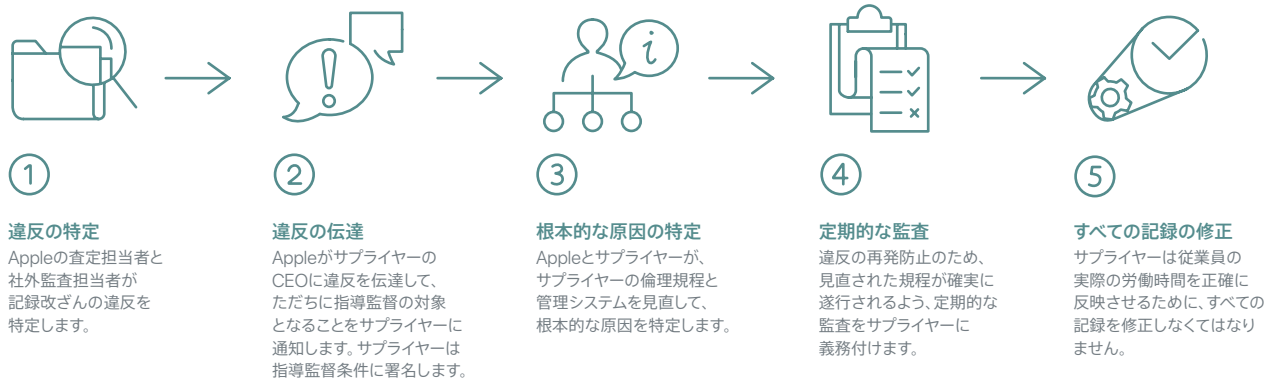 1
違反の特定
Appleの査定担当者と
社外監査担当者が
記録改ざんの違反を
特定します。
2
違反の伝達
Appleがサプライヤーの
CEOに違反を伝達して、
ただちに指導監督の対象
となることをサプライヤーに
通知します。サプライヤーは
指導監督条件に署名します。
i
3
根本的な原因の特定
Appleとサプライヤーが、
サプライヤーの倫理規程と
管理システムを見直して、
根本的な原因を特定します。
4
定期的な監査
違反の再発防止のため、
見直された規程が確実に
遂行されるよう、定期的な
監査をサプライヤーに
義務付けます。
5
すべての記録の修正
サプライヤーは従業員の
実際の労働時間を正確に
反映させるために、すべての
記録を修正しなくてはなり
ません。